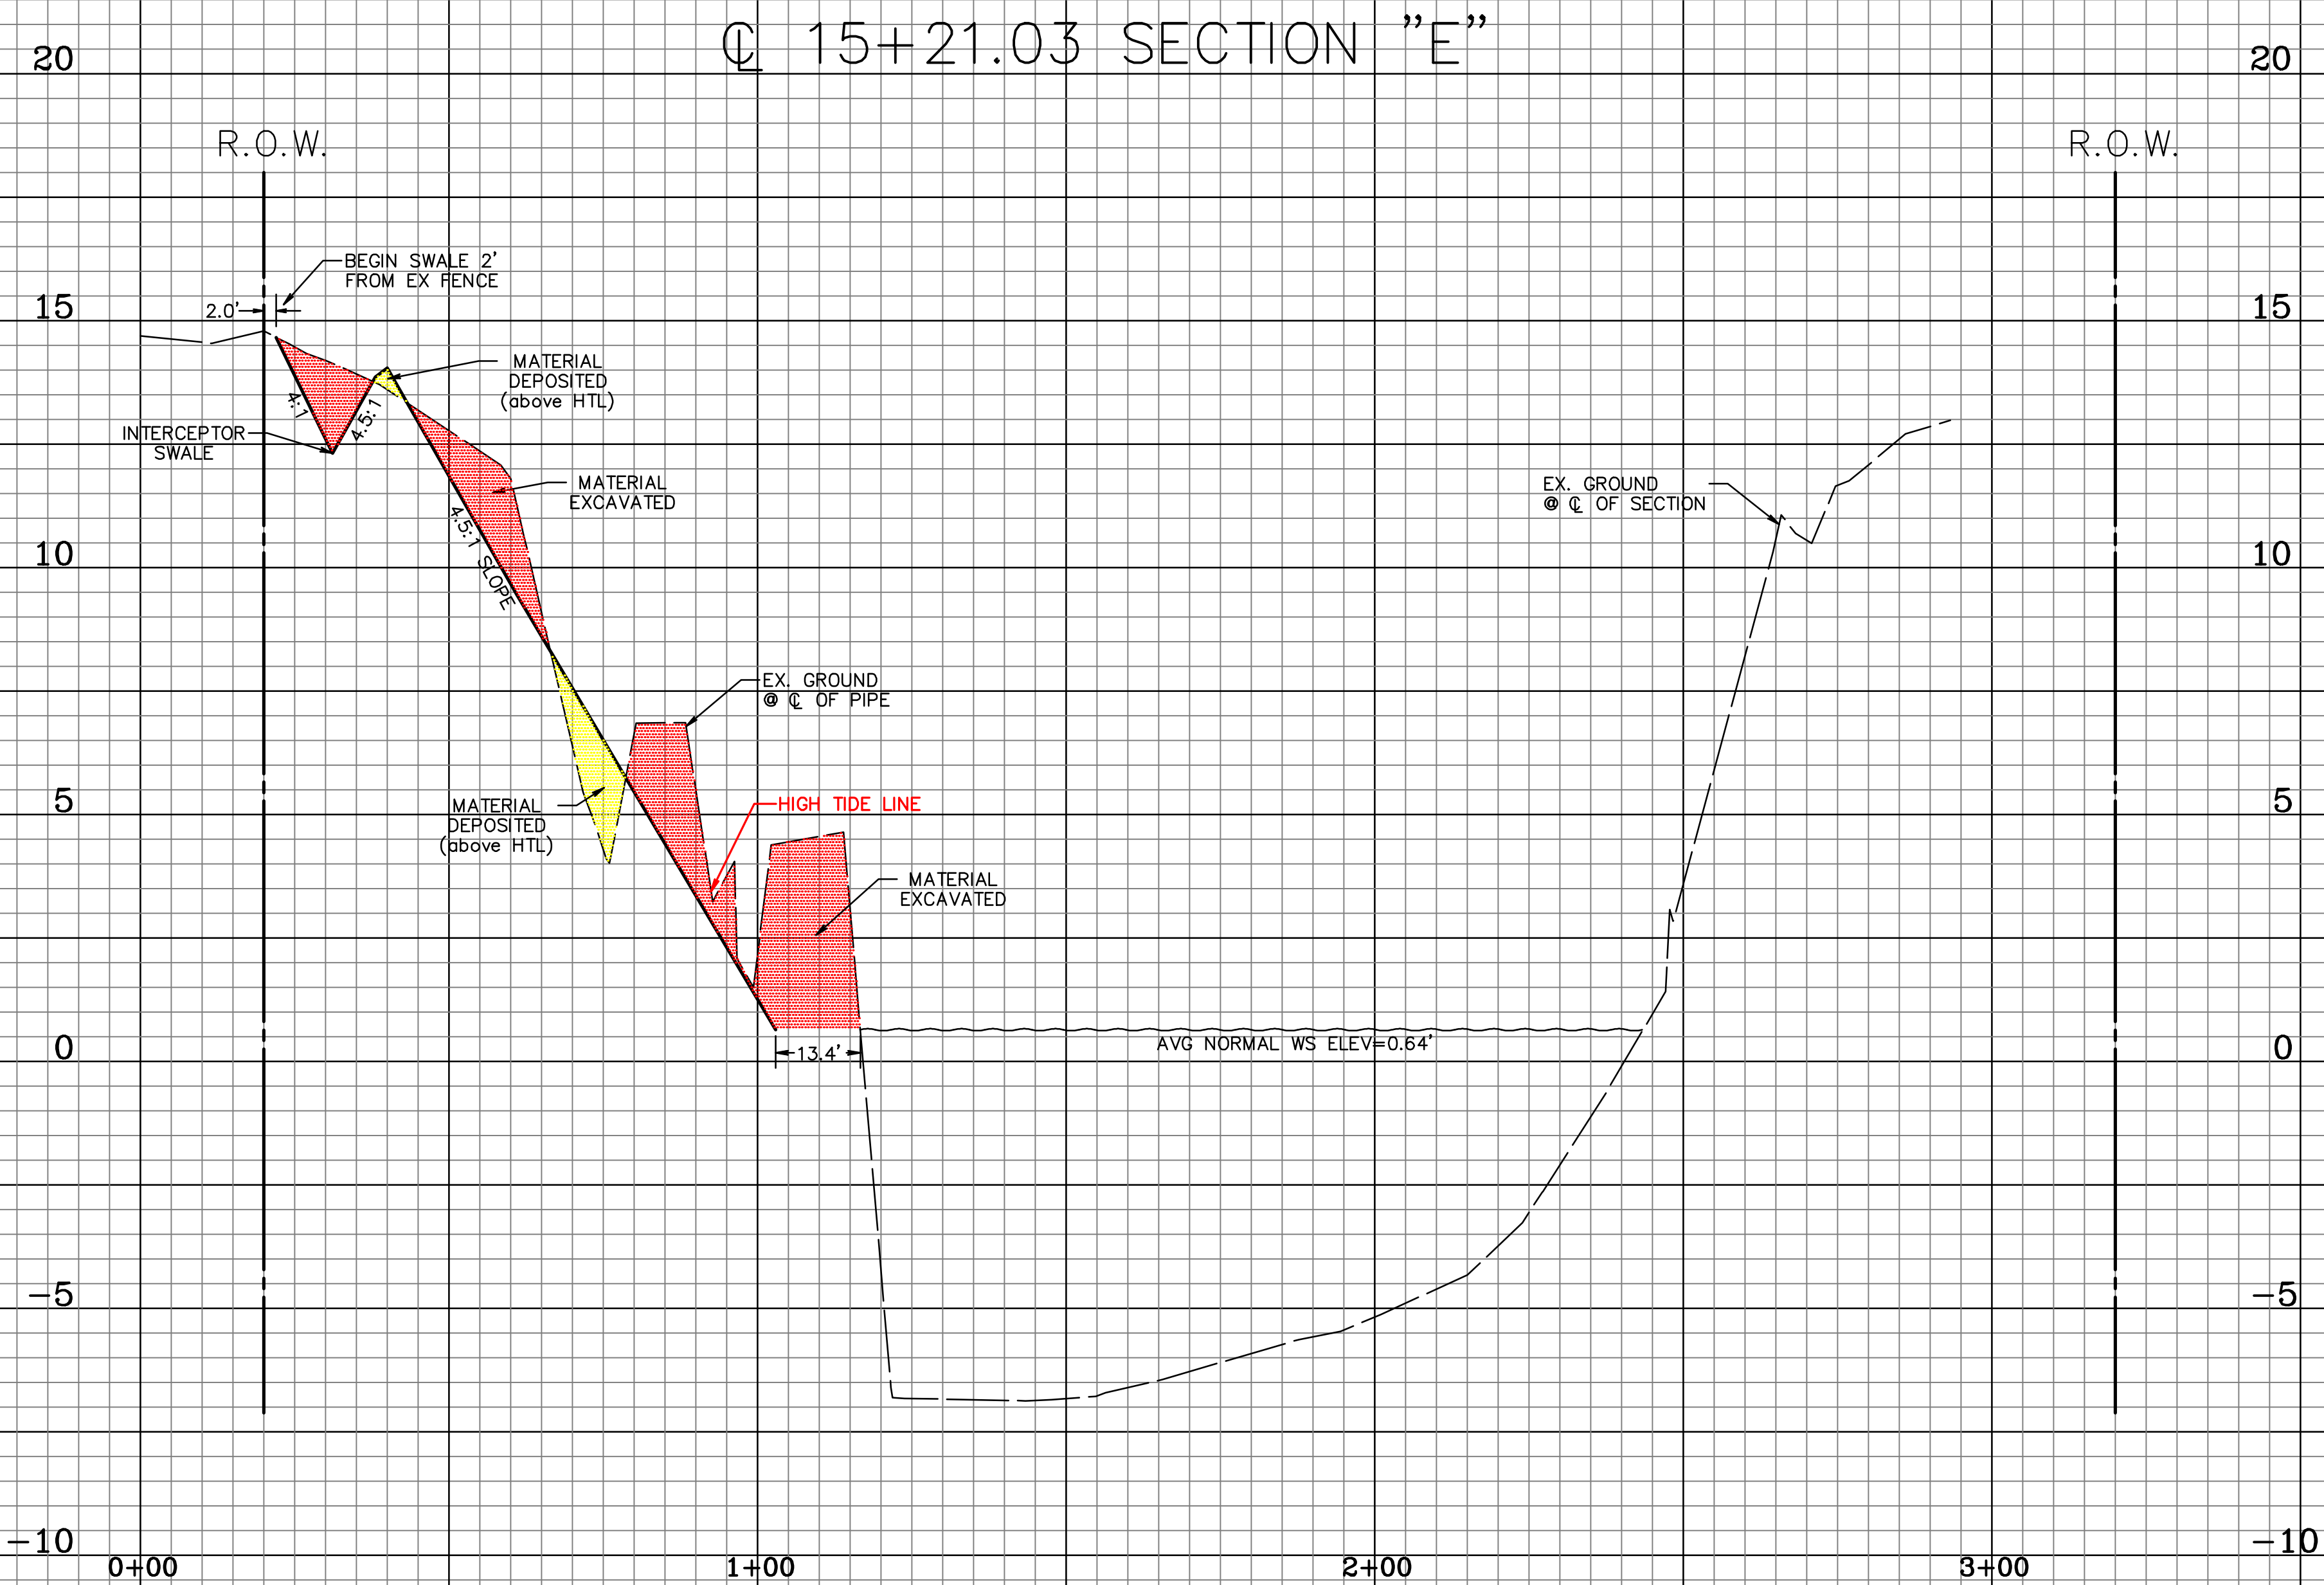 ℄ 15+21.03 SECTION "E"
20
20
R.O.W.
R.O.W.
BEGIN SWALE 2'
FROM EX FENCE
2.0'
15
15
MATERIAL
DEPOSITED
(above HTL)
4:1
4.5:1
INTERCEPTOR
SWALE
MATERIAL
EXCAVATED
EX. GROUND
@ ℄ OF SECTION
4.5:1 SLOPE
10
10
EX. GROUND
@ ℄ OF PIPE
5
5
MATERIAL
DEPOSITED
(above HTL)
HIGH TIDE LINE
MATERIAL
EXCAVATED
0
0
13.4'
AVG NORMAL WS ELEV=0.64'
-5
-5
-10
-10
0+00
1+00
2+00
3+00